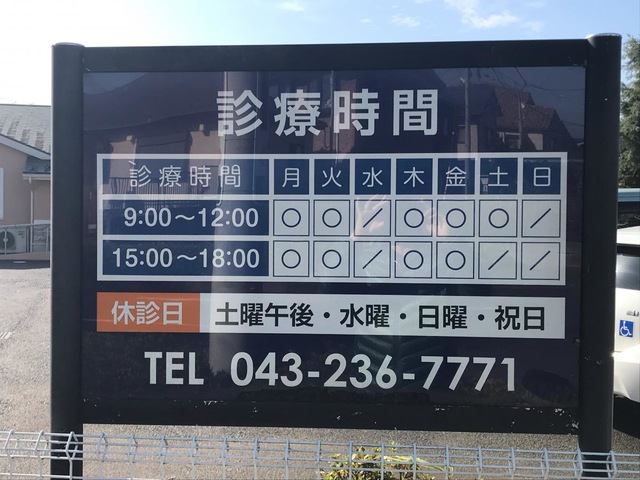 診療時間
診療時間 月 火 水 木 金 土 日
9:00～12:00 ○ ○ / ○ ○ ○ /
15:00～18:00 ○ ○ / ○ ○ / /
休診日 土曜午後・水曜・日曜・祝日
TEL 043-236-7771